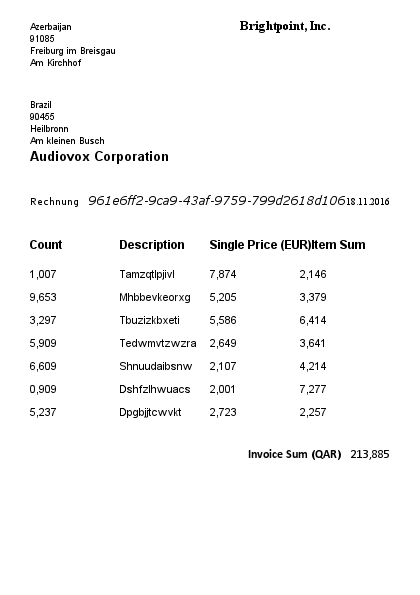 Azerbaijan
Brightpoint, Inc.
91085
Freiburg im Breisgau
Am Kirchhof
Brazil
90455
Heilbronn
Am kleinen Busch
Audiovox Corporation
Rechnung 961e6ff2-9ca9-43af-9759-799d2618d106 18.11.2016
Count Description Single Price (EUR) Item Sum
1,007 Tamzqtlpjivl 7,874 2,146
9,653 Mhbbevkeorxg 5,205 3,379
3,297 Tbuzizkbxeti 5,586 6,414
5,909 Tedwmvtzwzra 2,649 3,641
6,609 Shnuudaibsnw 2,107 4,214
0,909 Dshfzlhwuacs 2,001 7,277
5,237 Dpgbjjtcwvkt 2,723 2,257
Invoice Sum (QAR) 213,885